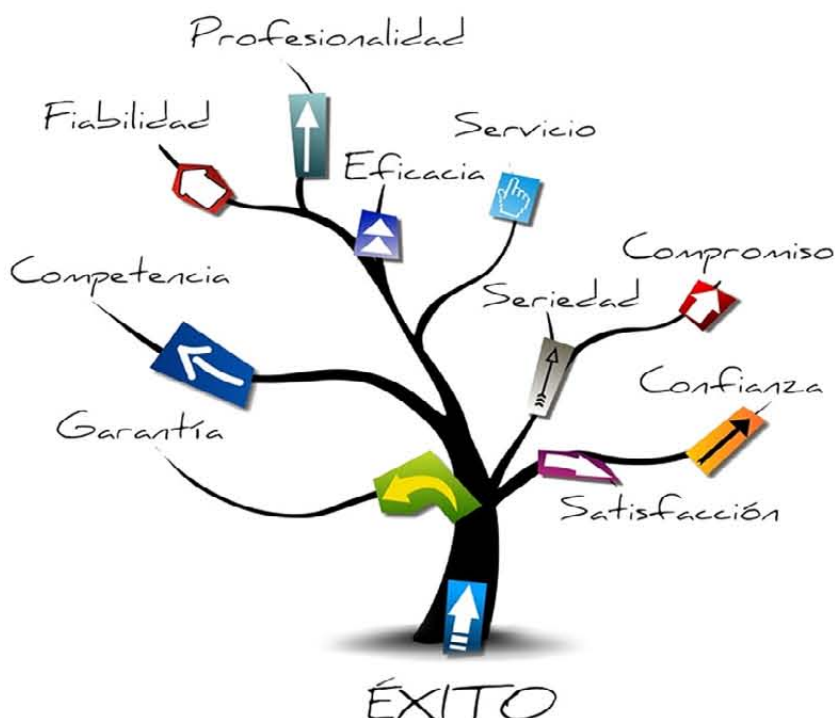 Profesionalidad
Fiabilidad
Servicio
Eficacia
Compromiso
Competencia
Seriedad
Confianza
Garantía
Satisfacción
ÉXITO